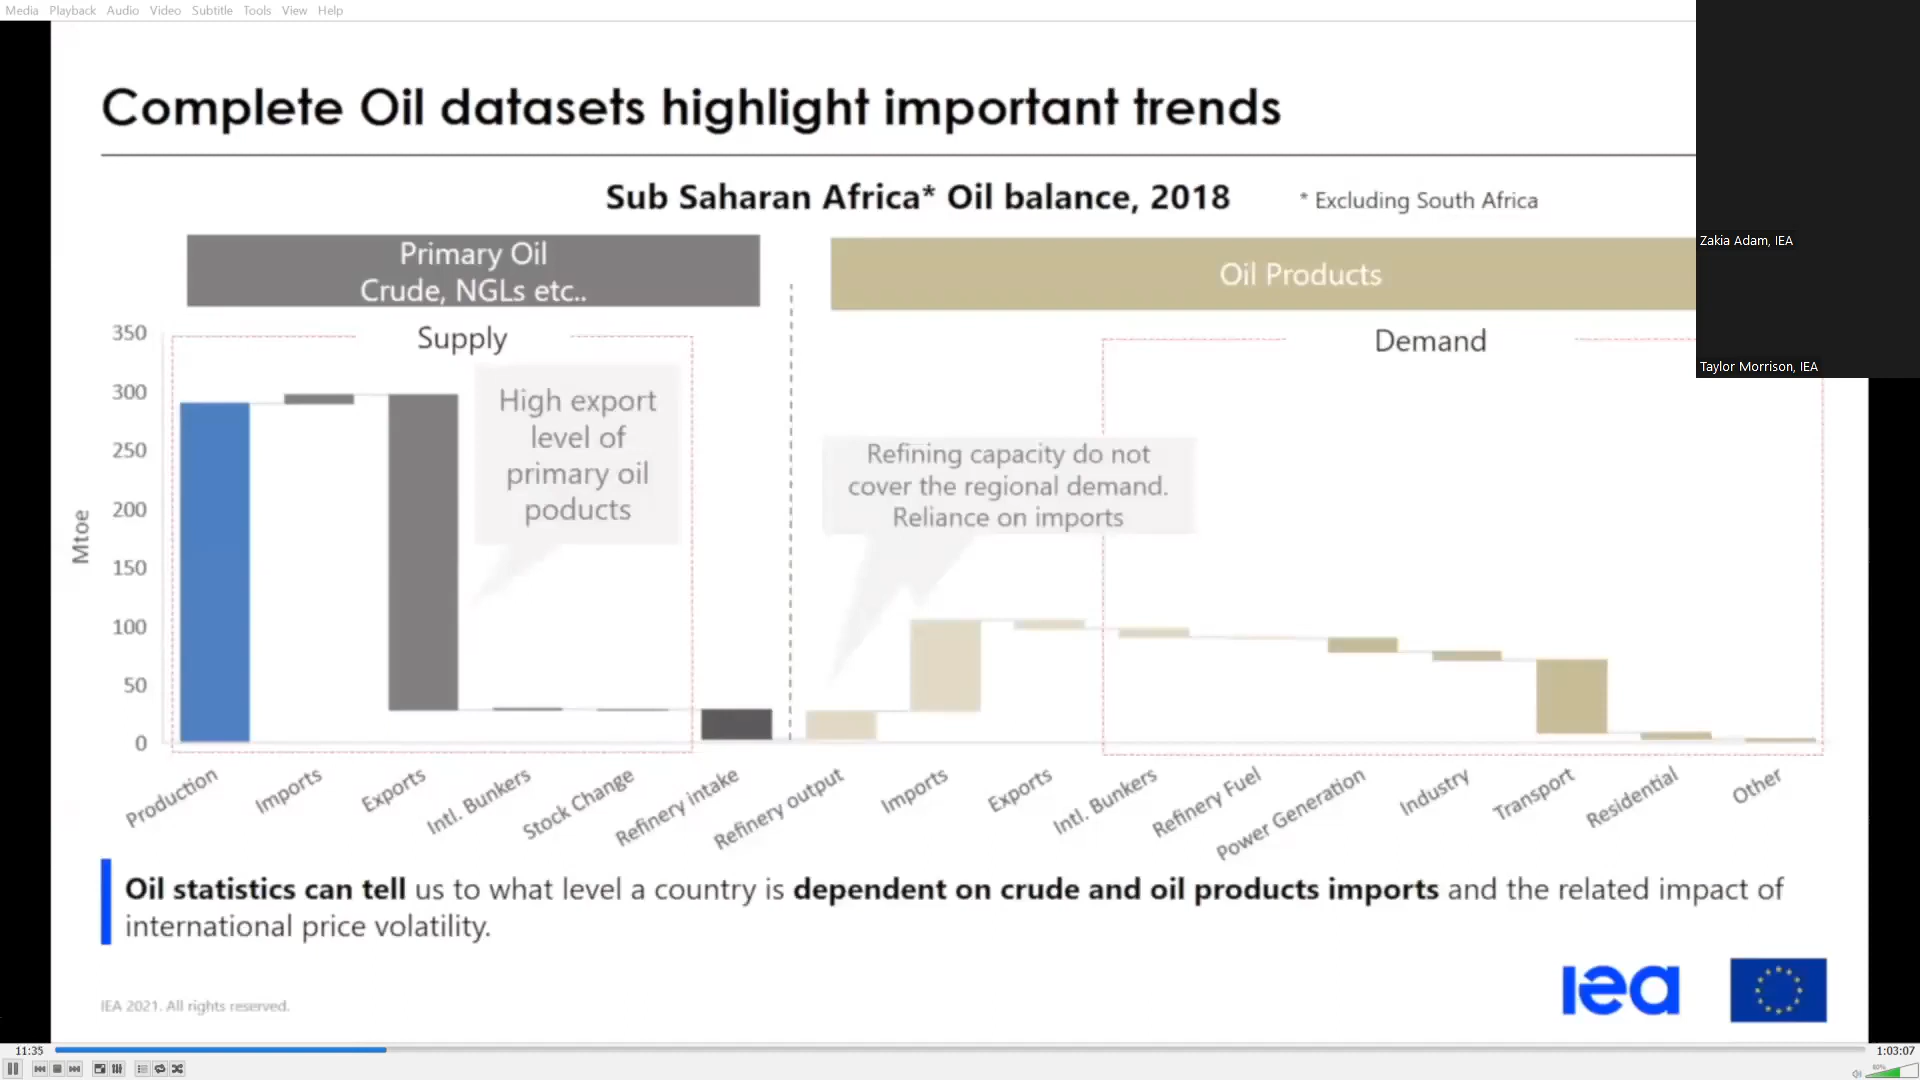 Media Playback Audio Video Subtitle Tools View Help
Complete Oil datasets highlight important trends
Sub Saharan Africa* Oil balance, 2018
* Excluding South Africa
Zakia Adam, IEA
Taylor Morrison, IEA
Primary Oil
Crude, NGLs etc..
Oil Products
Supply
Demand
High export
level of
primary oil
poducts
Refining capacity do not
cover the regional demand.
Reliance on imports
Mtoe
350
300
250
200
150
100
50
0
Production
Imports
Exports
Intl. Bunkers
Stock Change
Refinery intake
Refinery output
Imports
Exports
Intl. Bunkers
Refinery Fuel
Power Generation
Industry
Transport
Residential
Other
Oil statistics can tell us to what level a country is dependent on crude and oil products imports and the related impact of
international price volatility.
IEA 2021. All rights reserved.
iea
11:35
1:03:07
80%